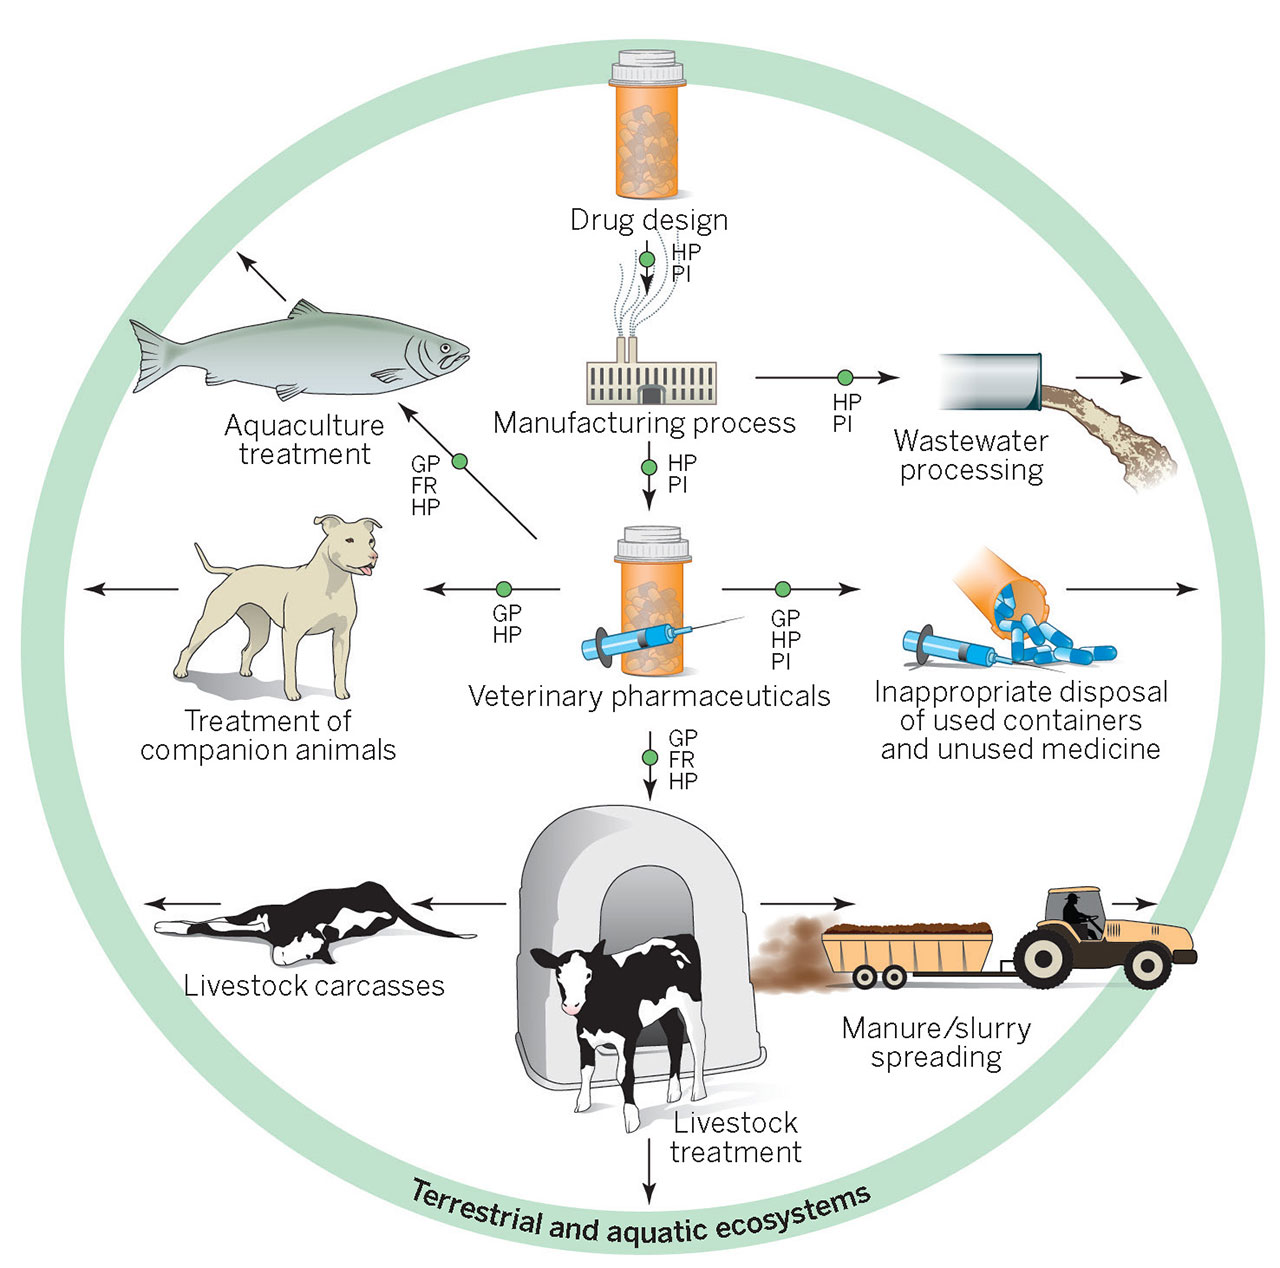 Drug design
HP
PI
Aquaculture
treatment
Manufacturing process
HP
PI
Wastewater
processing
GP
FR
HP
HP
PI
GP
HP
GP
HP
PI
Treatment of
companion animals
Veterinary pharmaceuticals
Inappropriate disposal
of used containers
and unused medicine
GP
FR
HP
Livestock carcasses
Manure/slurry
spreading
Livestock
treatment
Terrestrial and aquatic ecosystems